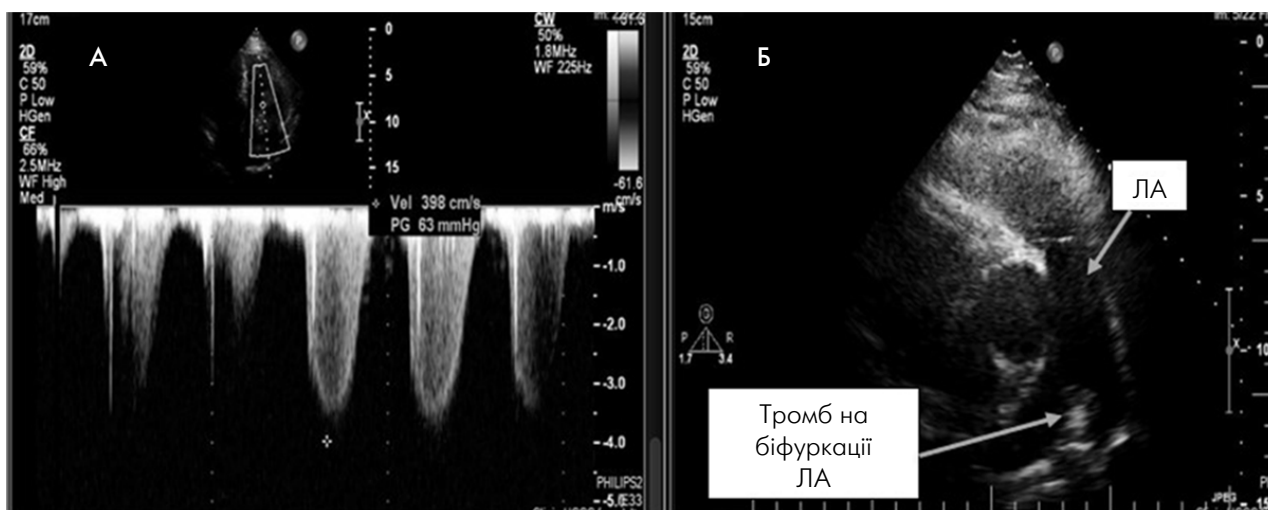 17cm
А
2D
59%
C 50
P Low
HGen
CF
66%
2.5MHz
WF High
Med
0
5
10
15
X
CW
50%
1.8MHz
WF 225Hz
-61.6
cm/s
Vel 398 cm/s
PG 63 mmHg
m/s
-1.0
-2.0
-3.0
-4.0
PHILIPS2
15cm
Б
2D
59%
C 50
P Low
HGen
P R
1.7 3.4
0
5
X
10
ЛА
Тромб на
біфуркації
ЛА
JPEG
15